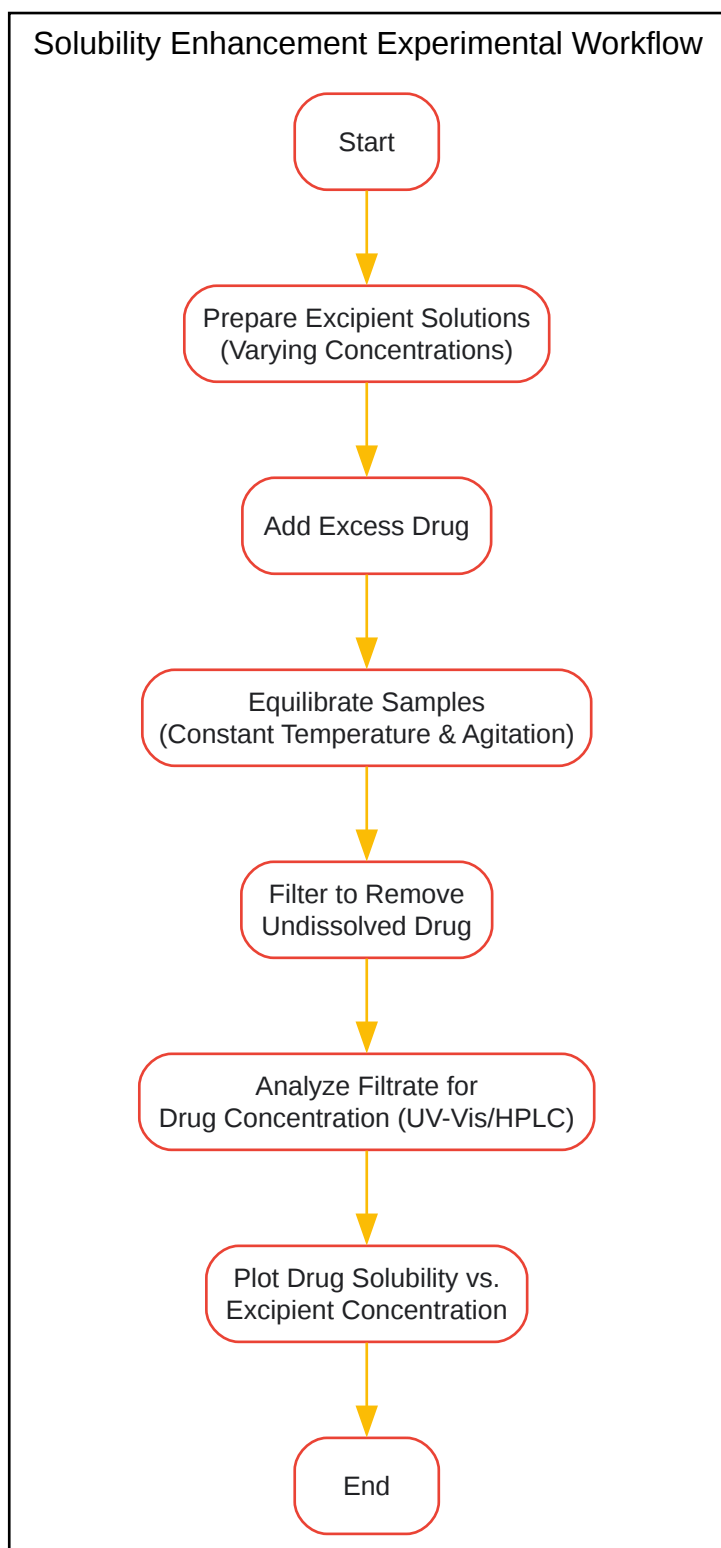 Solubility Enhancement Experimental Workflow
Start
Prepare Excipient Solutions
(Varying Concentrations)
Add Excess Drug
Equilibrate Samples
(Constant Temperature & Agitation)
Filter to Remove
Undissolved Drug
Analyze Filtrate for
Drug Concentration (UV-Vis/HPLC)
Plot Drug Solubility vs.
Excipient Concentration
End